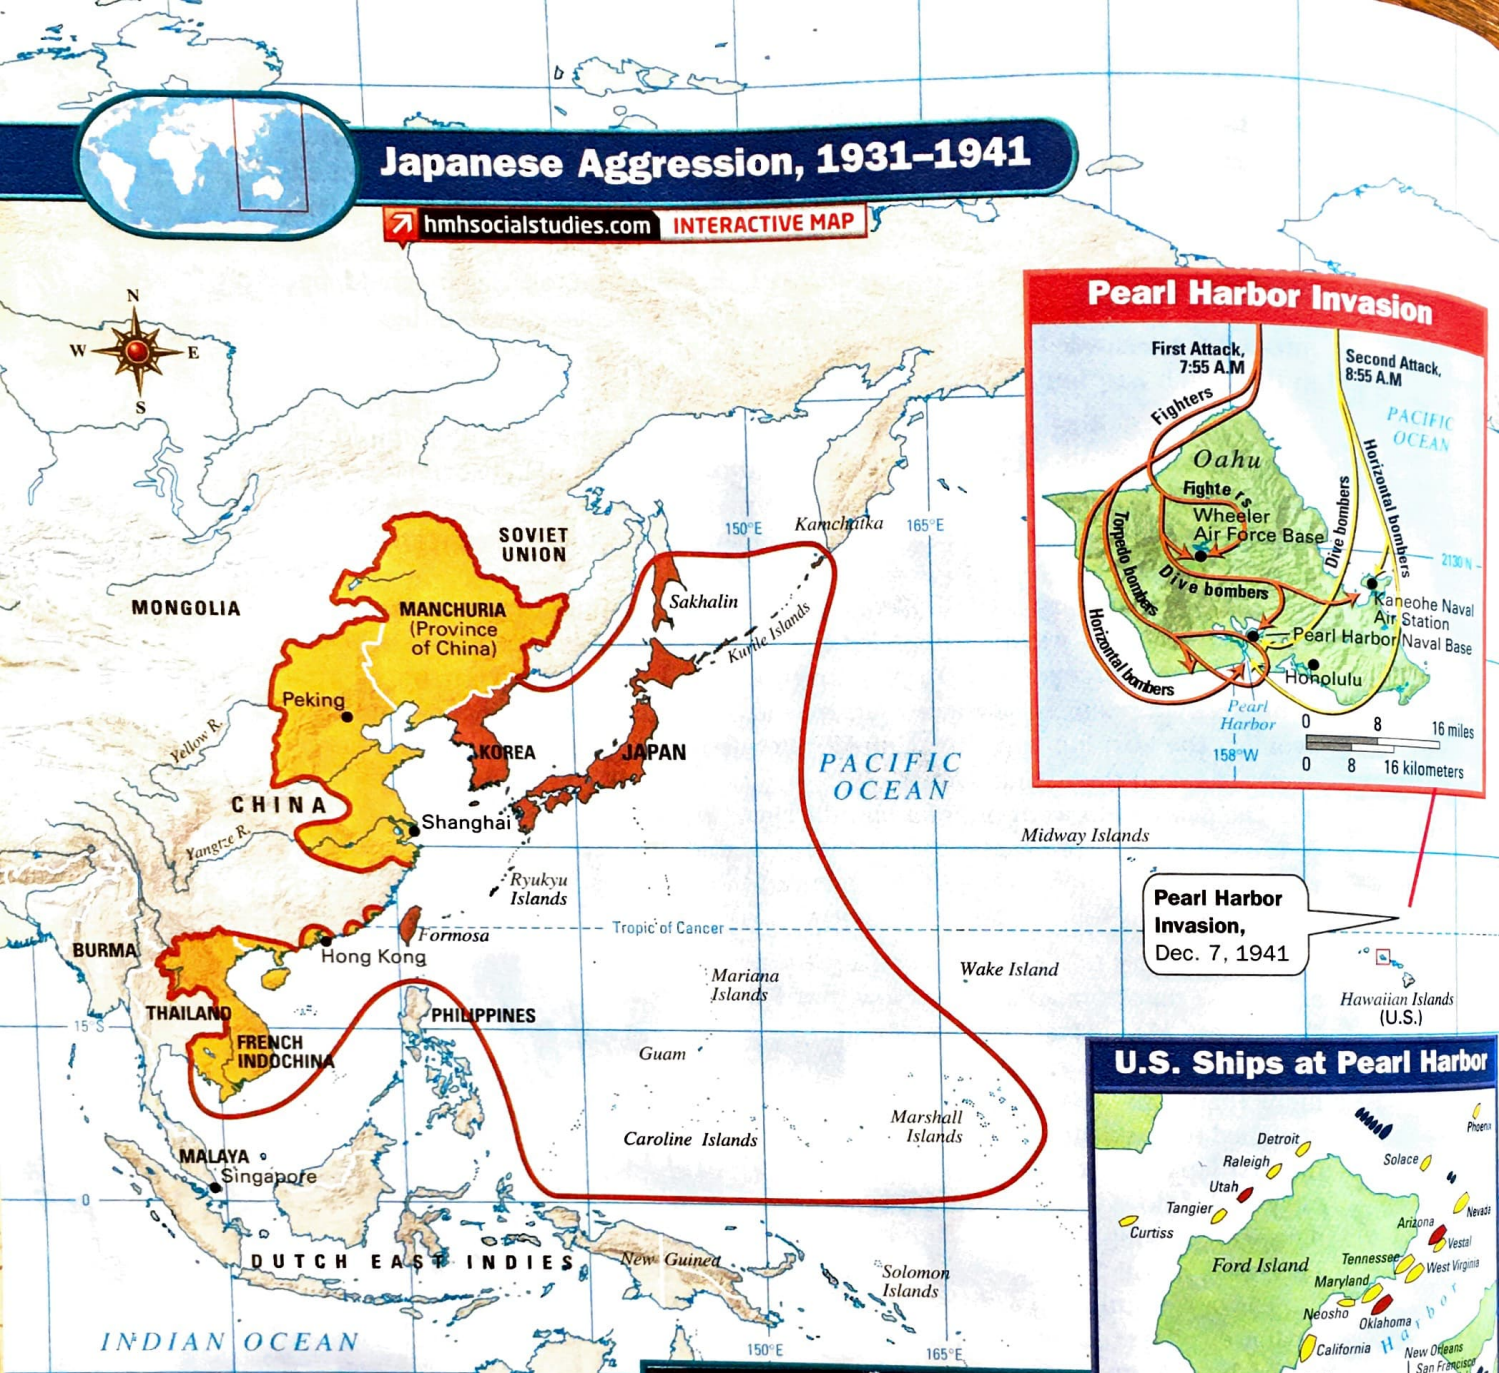 Japanese Aggression, 1931–1941
hmhsocialstudies.com INTERACTIVE MAP
N
W E
S
SOVIET
UNION
MONGOLIA
MANCHURIA
(Province
of China)
Peking
Yellow R.
CHINA
Yangtze R.
Shanghai
KOREA
JAPAN
Sakhalin
Kurile Islands
Kamchatka
150°E
165°E
PACIFIC
OCEAN
Midway Islands
Ryukyu
Islands
Formosa
Tropic of Cancer
BURMA
Hong Kong
THAILAND
15°S
FRENCH
INDOCHINA
PHILIPPINES
Mariana
Islands
Wake Island
Guam
Marshall
Islands
Caroline Islands
MALAYA
Singapore
0
DUTCH EAST INDIES
New Guinea
Solomon
Islands
INDIAN OCEAN
150°E
165°E
Pearl Harbor
Invasion,
Dec. 7, 1941
Hawaiian Islands
(U.S.)
Pearl Harbor Invasion
First Attack,
7:55 A.M
Second Attack,
8:55 A.M
PACIFIC
OCEAN
Fighters
Oahu
Fighters
Wheeler
Air Force Base
Torpedo bombers
Dive bombers
Dive bombers
Horizontal bombers
Horizontal bombers
2130'N
Kaneohe Naval
Air Station
Pearl Harbor Naval Base
Honolulu
Pearl
Harbor
158°W
0 8 16 miles
0 8 16 kilometers
U.S. Ships at Pearl Harbor
Phoenix
Detroit
Raleigh
Solace
Utah
Tangier
Nevada
Curtiss
Arizona
Vestal
Ford Island
Tennessee
West Virginia
Maryland
Neosho
Oklahoma
California
Harbor
New Orleans
San Francisco